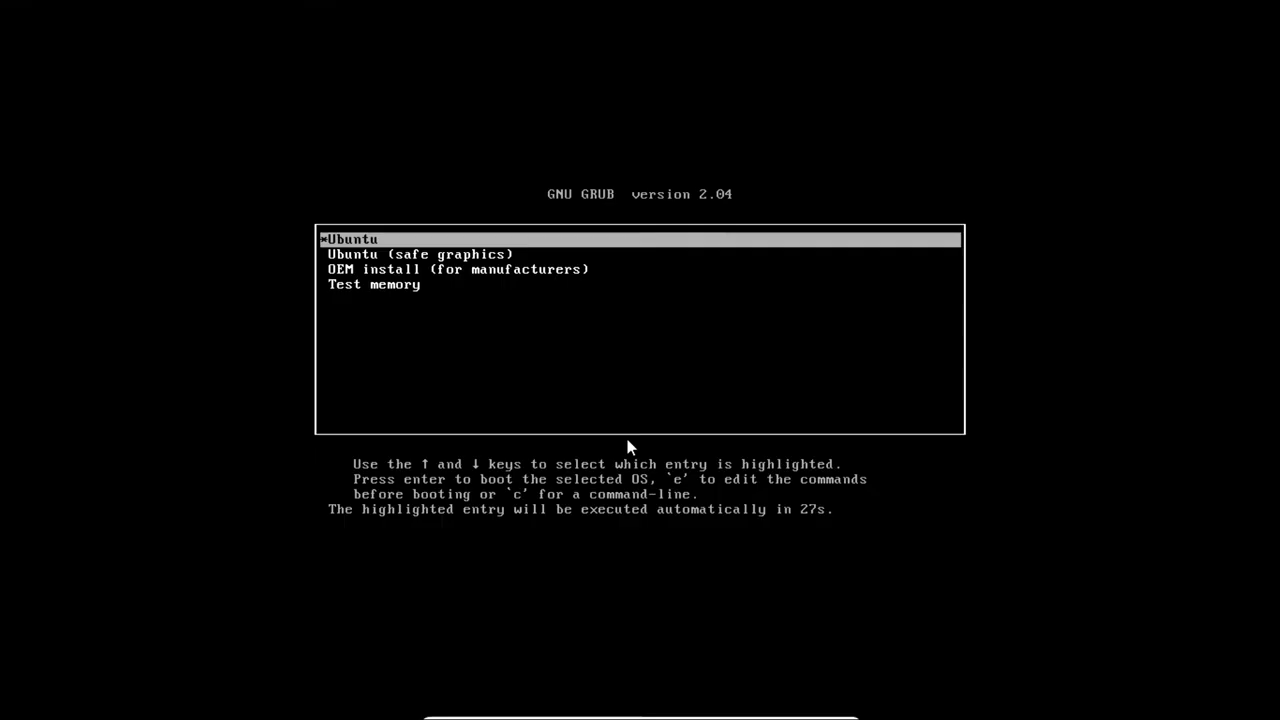 GNU GRUB  version 2.04
*Ubuntu
Ubuntu (safe graphics)
OEM install (for manufacturers)
Test memory
Use the ↑ and ↓ keys to select which entry is highlighted.
Press enter to boot the selected OS, `e' to edit the commands
before booting or `c' for a command-line.
The highlighted entry will be executed automatically in 27s.